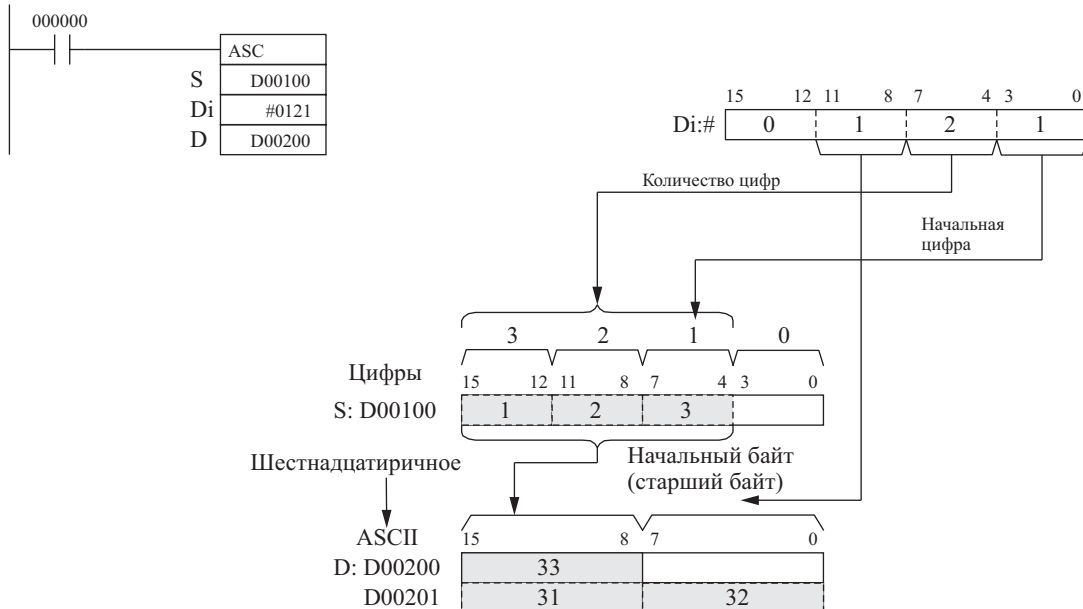 000000
ASC
S D00100
Di #0121
D D00200
15 12 11 8 7 4 3 0
Di:# 0 1 2 1
Количество цифр
Начальная
цифра
3 2 1 0
Цифры
15 12 11 8 7 4 3 0
S: D00100 1 2 3
Шестнадцатиричное
Начальный байт
(старший байт)
ASCII
15 8 7 0
D: D00200 33
D00201 31 32